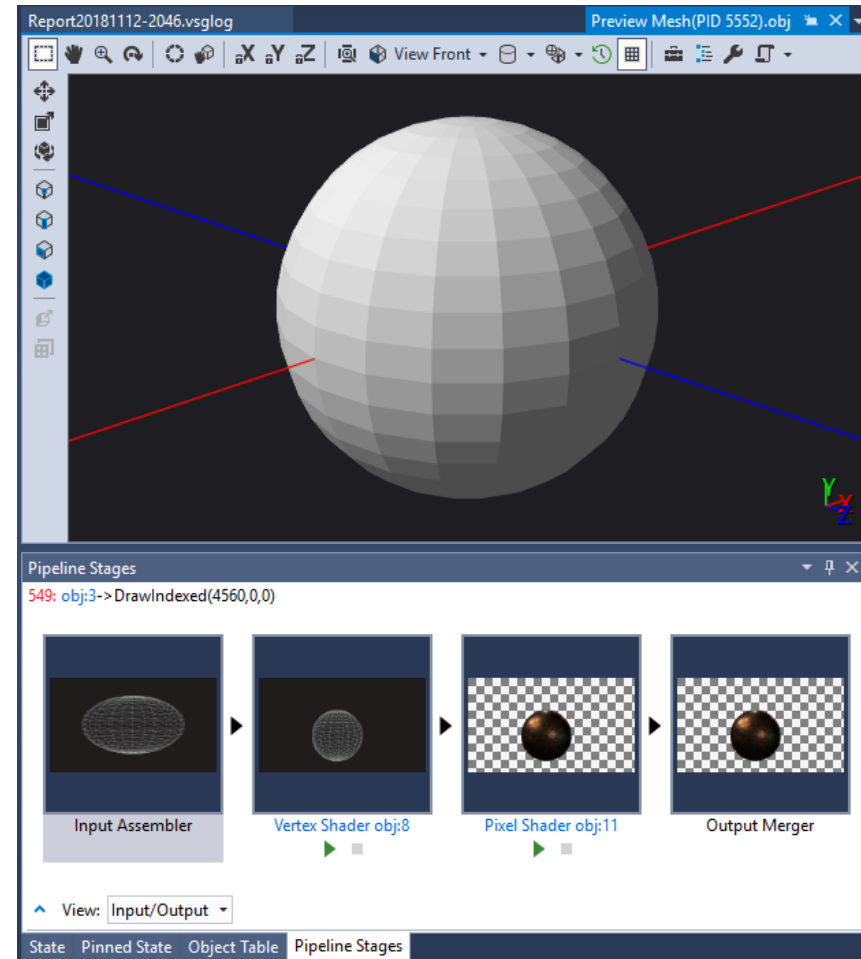 Report20181112-2046.vsglog Preview Mesh(PID 5552).obj
X Y Z View Front
Y
X
Z
Pipeline Stages
549: obj:3->DrawIndexed(4560,0,0)
Input Assembler Vertex Shader obj:8 Pixel Shader obj:11 Output Merger
View: Input/Output
State Pinned State Object Table Pipeline Stages